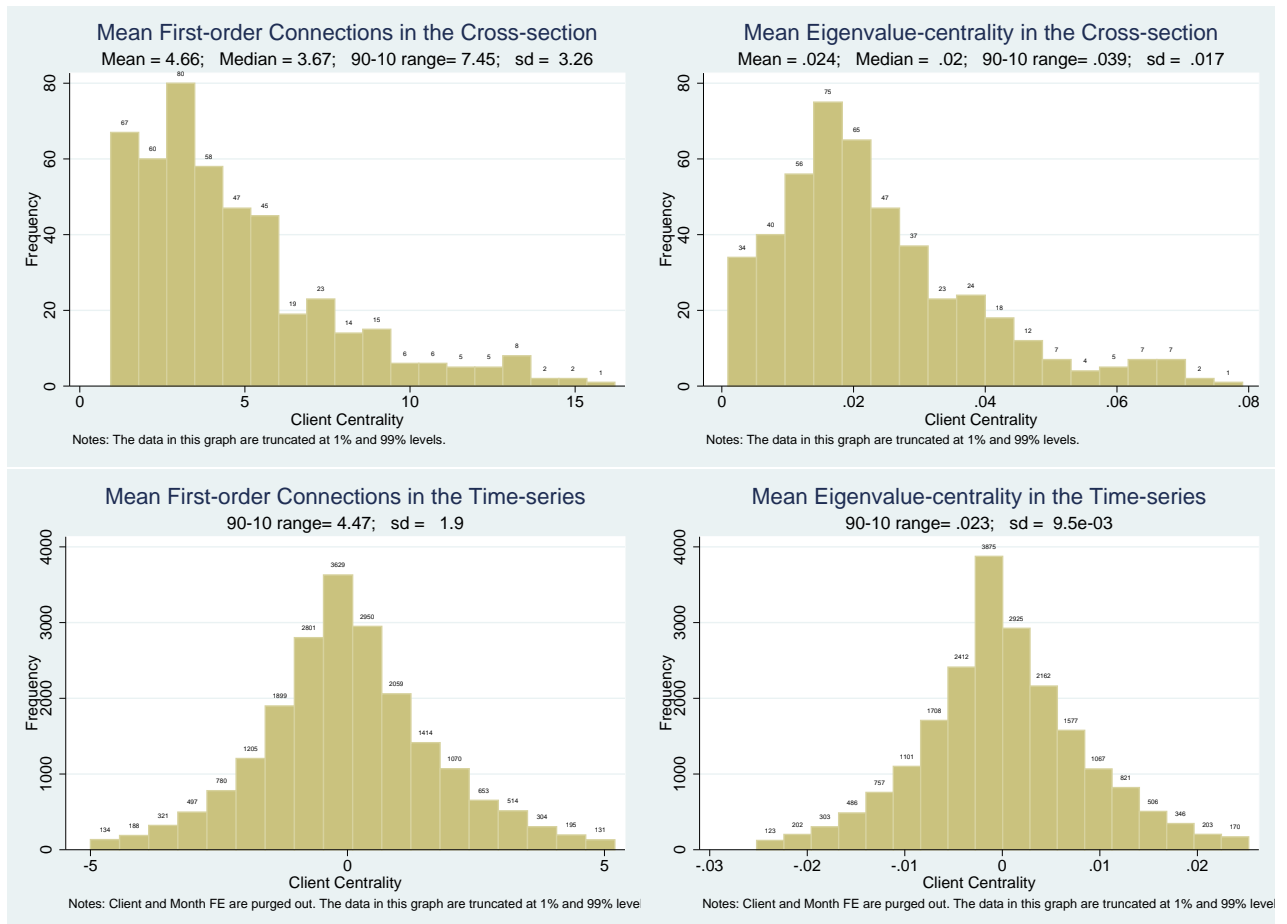 Mean First-order Connections in the Cross-section
Mean = 4.66; Median = 3.67; 90-10 range= 7.45; sd = 3.26
Frequency
0 20 40 60 80
67 60 80 58 47 45 19 23 14 15 6 6 5 5 8 2 2 1
0 5 10 15
Client Centrality
Notes: The data in this graph are truncated at 1% and 99% levels.
Mean Eigenvalue-centrality in the Cross-section
Mean = .024; Median = .02; 90-10 range= .039; sd = .017
Frequency
0 20 40 60 80
34 40 56 75 65 47 37 23 24 18 12 7 4 5 7 7 2 1
0 .02 .04 .06 .08
Client Centrality
Notes: The data in this graph are truncated at 1% and 99% levels.
Mean First-order Connections in the Time-series
90-10 range= 4.47; sd = 1.9
Frequency
0 1000 2000 3000 4000
134 188 321 497 780 1205 1899 2801 3629 2950 2059 1414 1070 653 514 304 195 131
-5 0 5
Client Centrality
Notes: Client and Month FE are purged out. The data in this graph are truncated at 1% and 99% level
Mean Eigenvalue-centrality in the Time-series
90-10 range= .023; sd = 9.5e-03
Frequency
0 1000 2000 3000 4000
123 202 303 486 757 1101 1708 2412 3875 2925 2162 1577 1067 821 506 346 203 170
-.03 -.02 -.01 0 .01 .02
Client Centrality
Notes: Client and Month FE are purged out. The data in this graph are truncated at 1% and 99% level